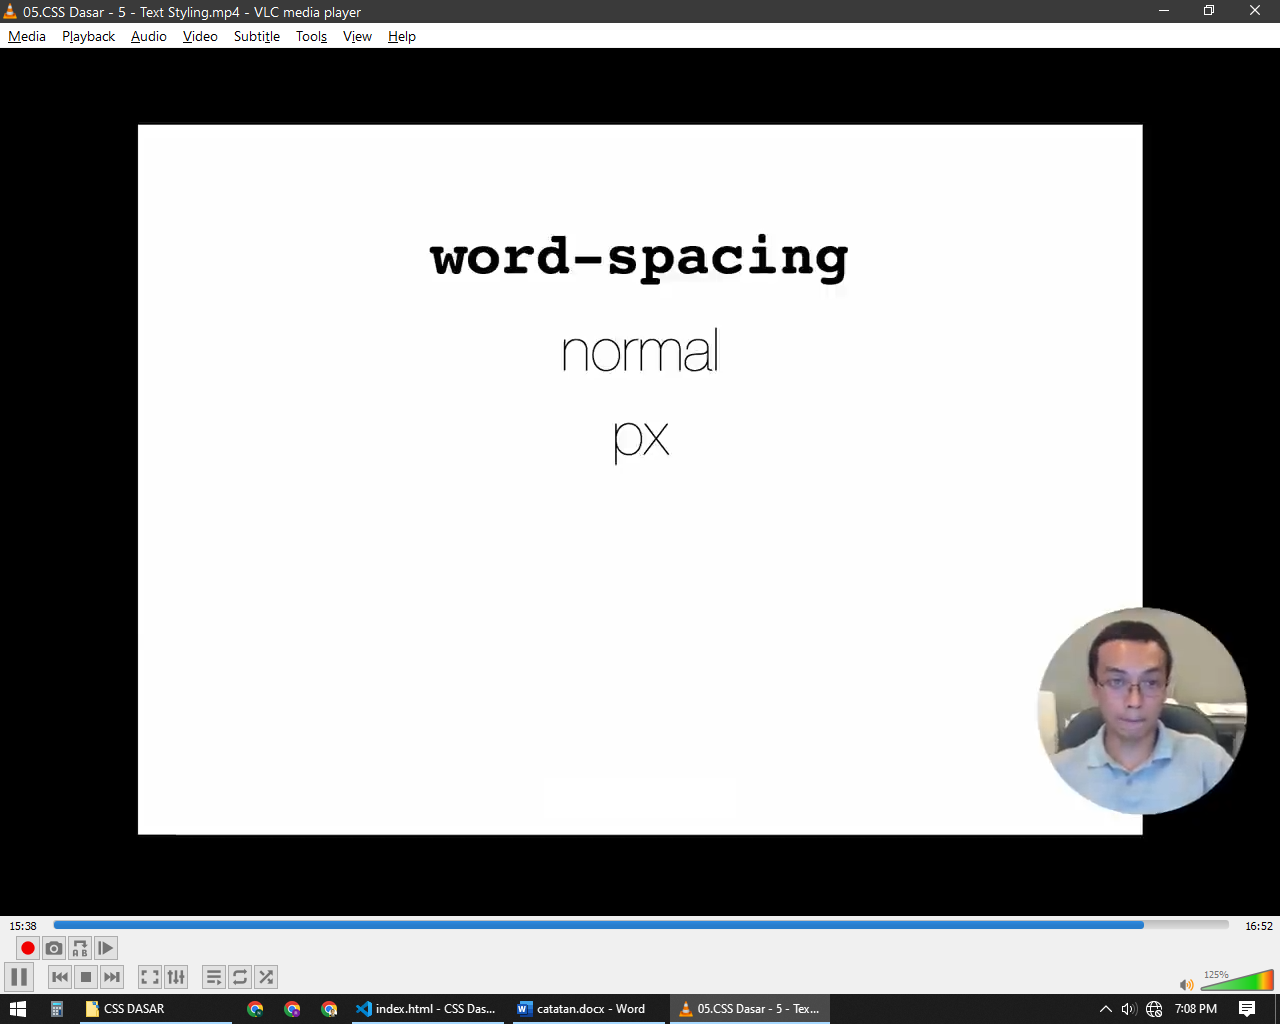 05.CSS Dasar - 5 - Text Styling.mp4 - VLC media player
Media Playback Audio Video Subtitle Tools View Help
word-spacing
normal
px
15:38
16:52
A B
125%
CSS DASAR
index.html - CSS Das...
catatan.docx - Word
05.CSS Dasar - 5 - Tex...
7:08 PM